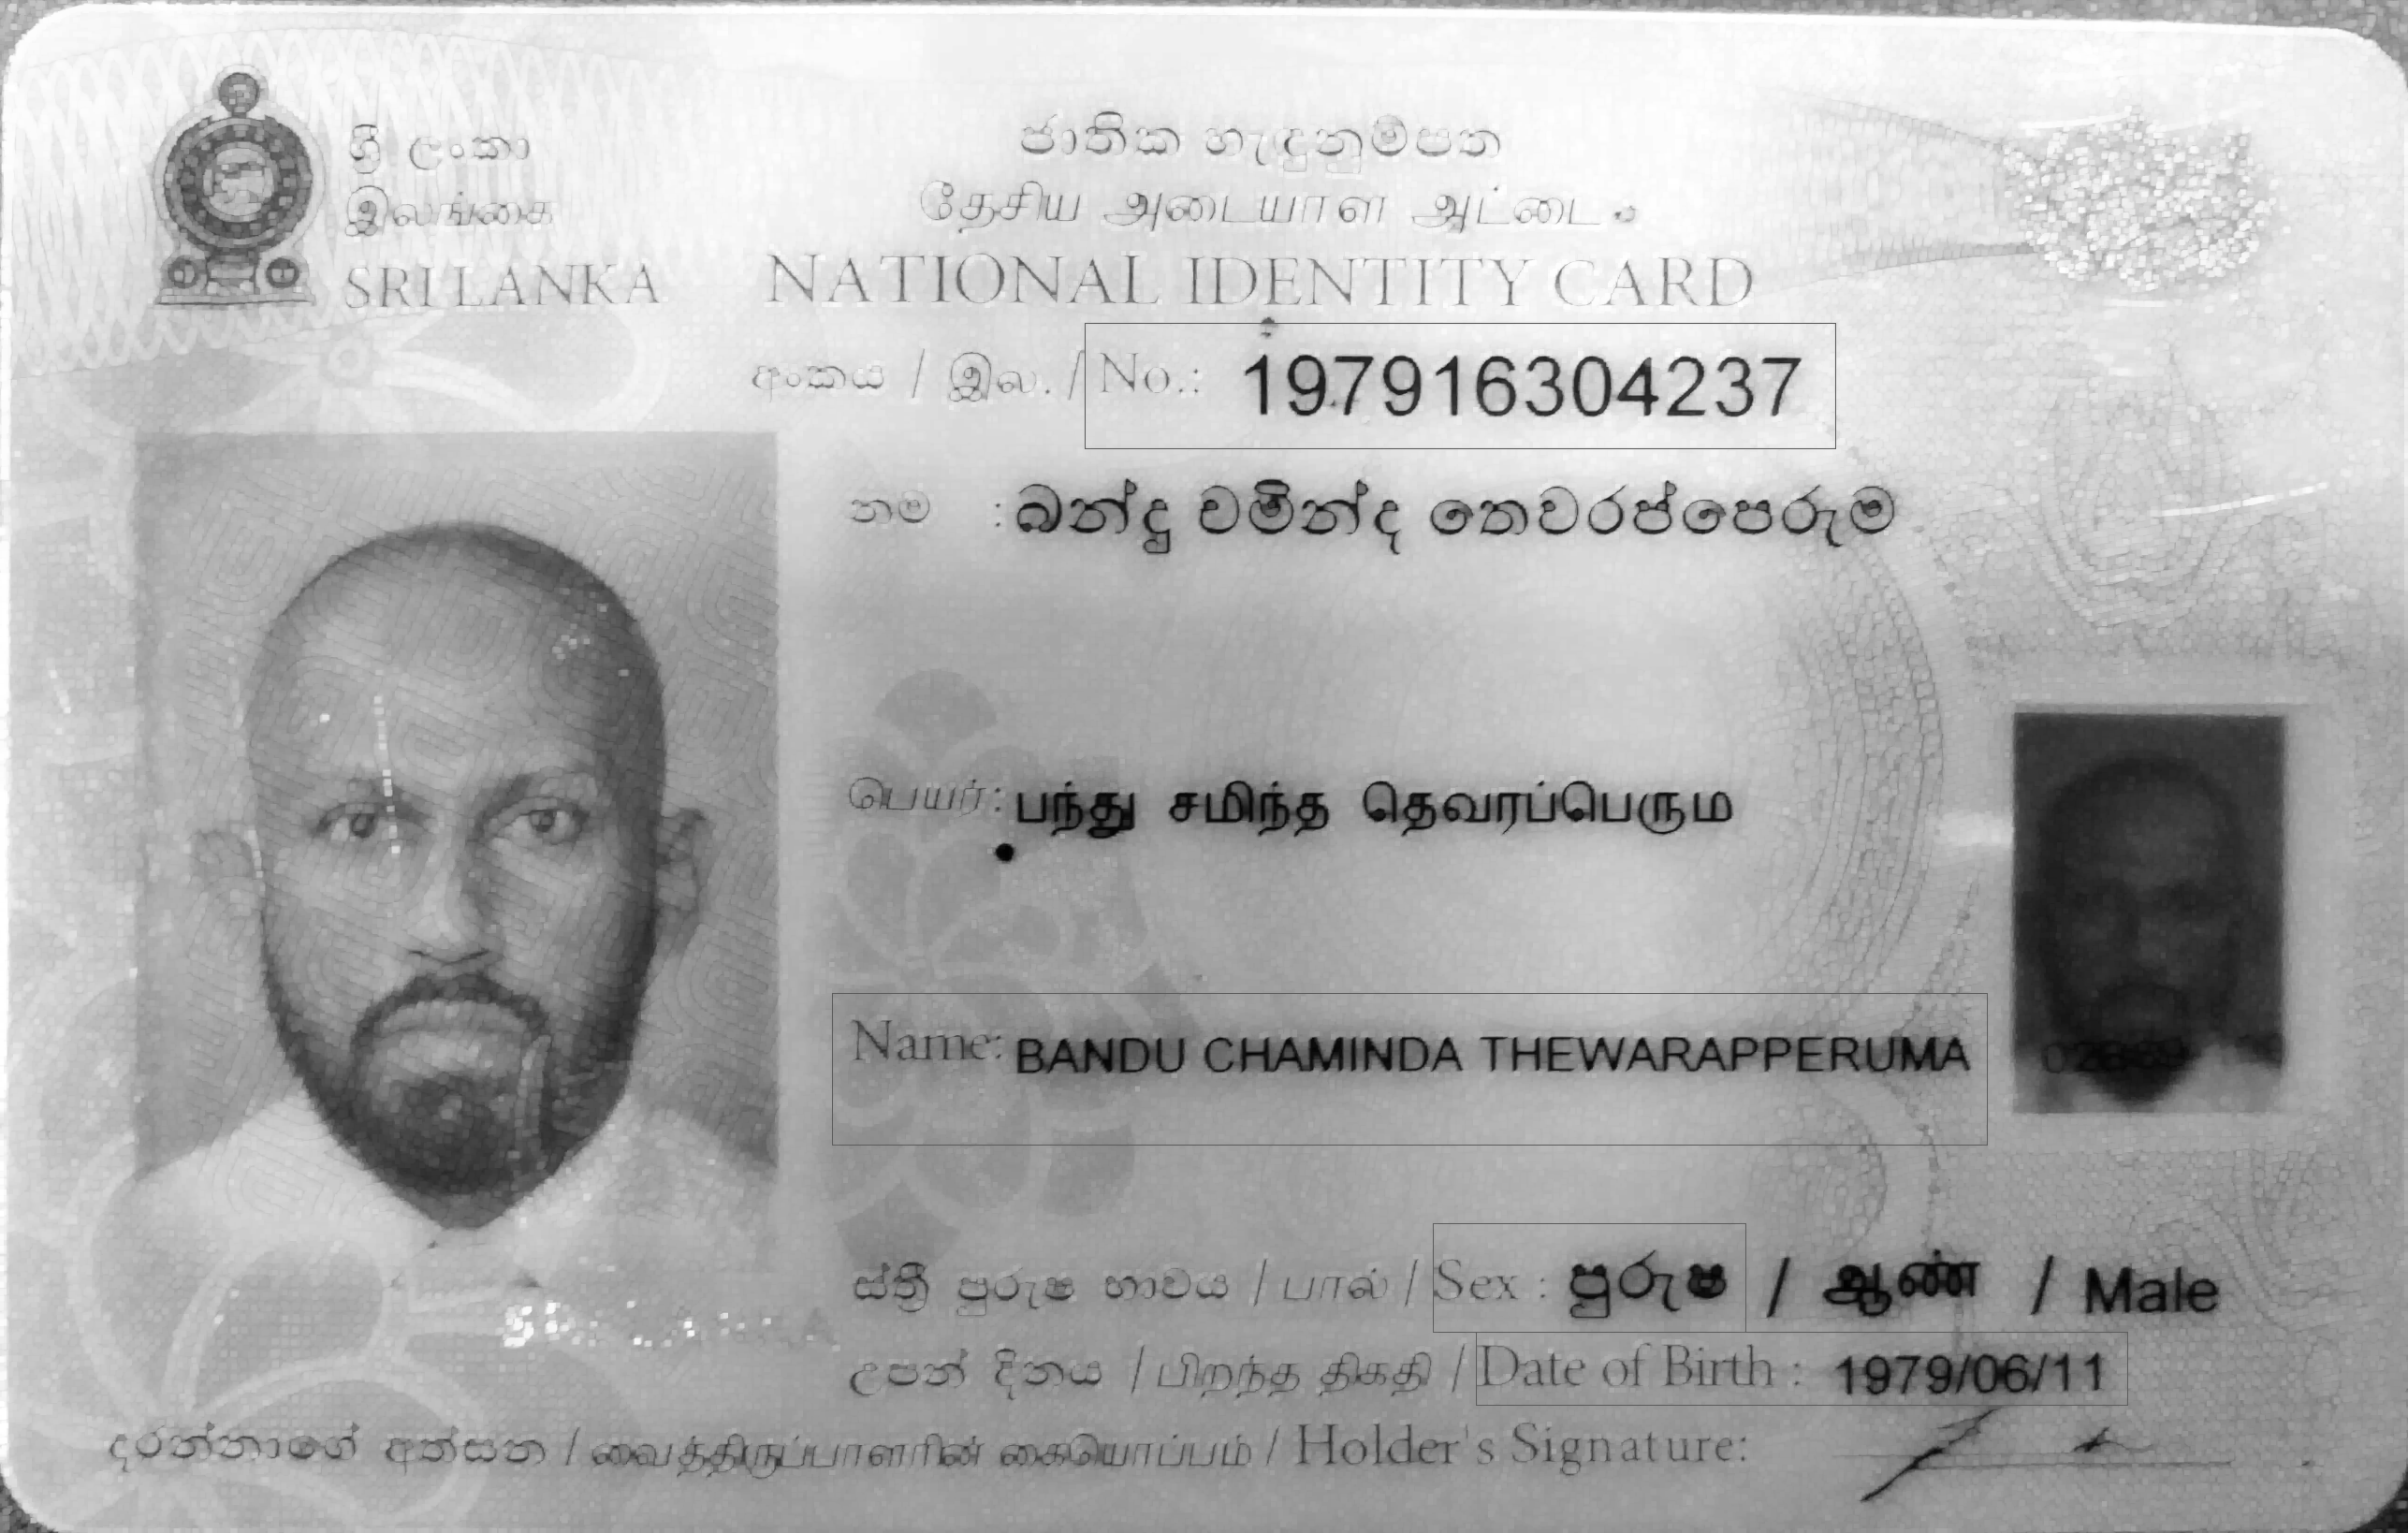 ශ්‍රී ලංකා
இலங்கை
SRI LANKA
ජාතික හැඳුනුම්පත
தேசிய அடையாள அட்டை
NATIONAL IDENTITY CARD
අංකය / இல. / No.: 197916304237
නම : බන්දු චමින්ද තෙවරප්පෙරුම
பெயர்: பந்து சமிந்த தெவரப்பெரும
Name: BANDU CHAMINDA THEWARAPPERUMA
ස්ත්‍රී පුරුෂ භාවය / பால் / Sex : පුරුෂ / ஆண் / Male
උපන් දිනය / பிறந்த திகதி / Date of Birth : 1979/06/11
දරන්නාගේ අත්සන / வைத்திருப்பாளரின் கையொப்பம் / Holder's Signature: